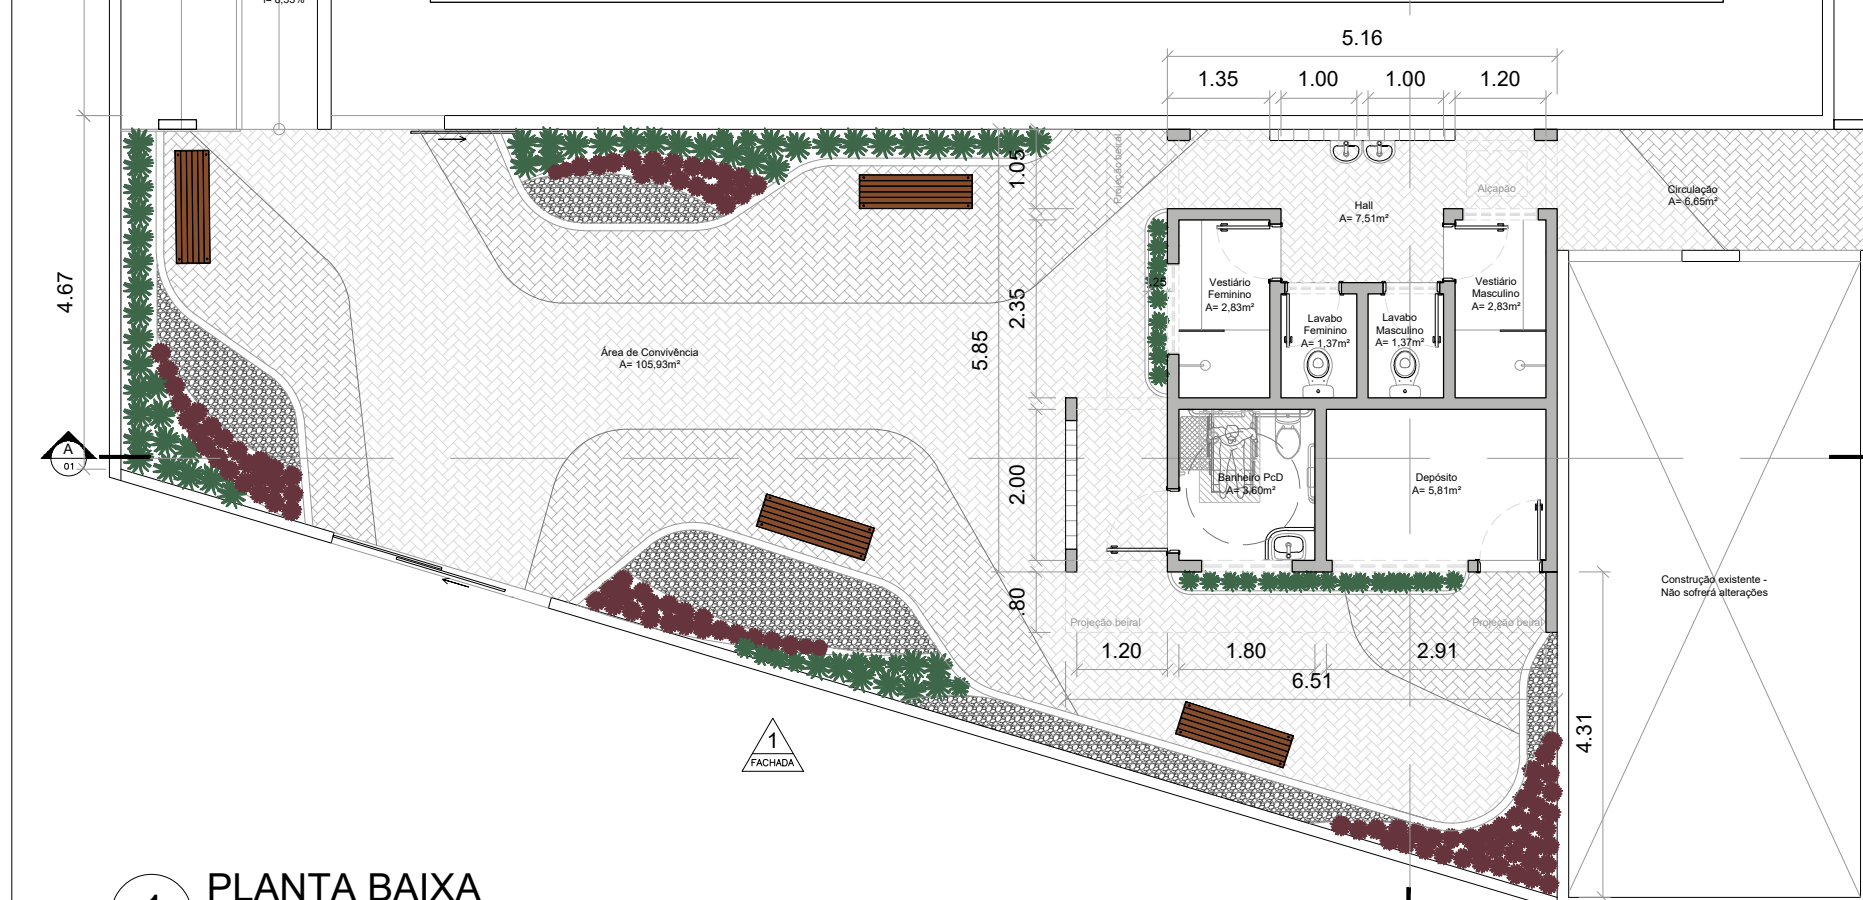 5.16
1.35
1.00
1.00
1.20
1.05
Projeção beiral
Alçapão
Circulação
A= 6,65m²
Hall
A= 7,51m²
4.67
2.35
5.85
Vestiário
Feminino
A= 2,83m²
Vestiário
Masculino
A= 2,83m²
Lavabo
Feminino
A= 1,37m²
Lavabo
Masculino
A= 1,37m²
Área de Convivência
A= 105,93m²
A
01
2.00
Banheiro PcD
A= 3,60m²
Depósito
A= 5,81m²
.80
Construção existente -
Não sofrerá alterações
Projeção beiral
Projeção beiral
1.20
1.80
2.91
6.51
4.31
1
FACHADA
PLANTA BAIXA